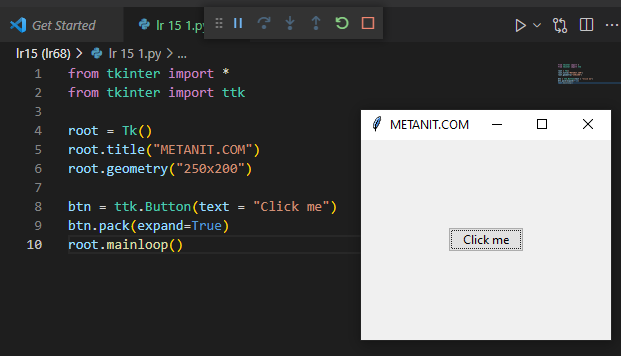 Get Started
lr 15 1.py
lr15 (lr68) > lr 15 1.py > ...
1 from tkinter import *
2 from tkinter import ttk
3
4 root = Tk()
5 root.title("METANIT.COM")
6 root.geometry("250x200")
7
8 btn = ttk.Button(text = "Click me")
9 btn.pack(expand=True)
10 root.mainloop()
METANIT.COM
Click me